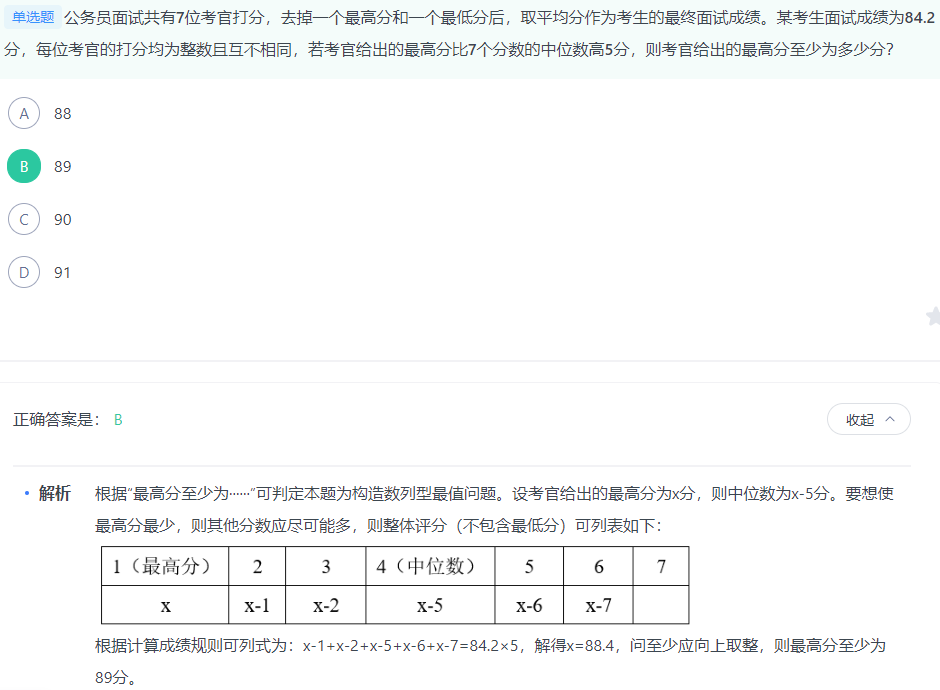 单选题 公务员面试共有7位考官打分，去掉一个最高分和一个最低分后，取平均分作为考生的最终面试成绩。某考生面试成绩为84.2
分，每位考官的打分均为整数且互不相同，若考官给出的最高分比7个分数的中位数高5分，则考官给出的最高分至少为多少分？
A 88
B 89
C 90
D 91
正确答案是： B 收起
· 解析 根据“最高分至少为……”可判定本题为构造数列型最值问题。设考官给出的最高分为x分，则中位数为x-5分。要想使
最高分最少，则其他分数应尽可能多，则整体评分（不包含最低分）可列表如下：
1（最高分） 2 3 4（中位数） 5 6 7
x x-1 x-2 x-5 x-6 x-7
根据计算成绩规则可列式为：x-1+x-2+x-5+x-6+x-7=84.2×5，解得x=88.4，问至少应向上取整，则最高分至少为
89分。